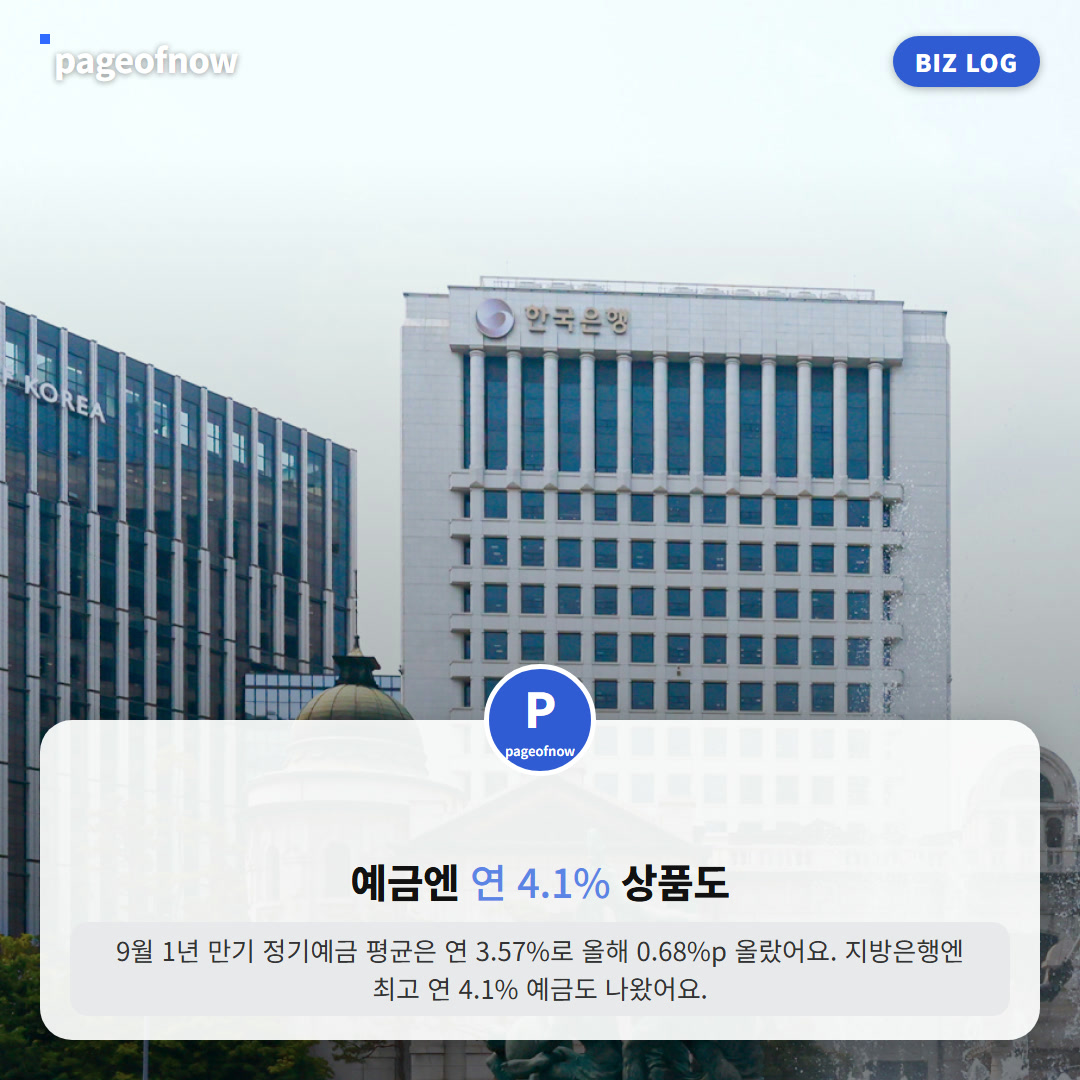 pageofnow
BIZ LOG
한국은행
KOREA
P
pageofnow
예금엔 연 4.1% 상품도
9월 1년 만기 정기예금 평균은 연 3.57%로 올해 0.68%p 올랐어요. 지방은행엔
최고 연 4.1% 예금도 나왔어요.